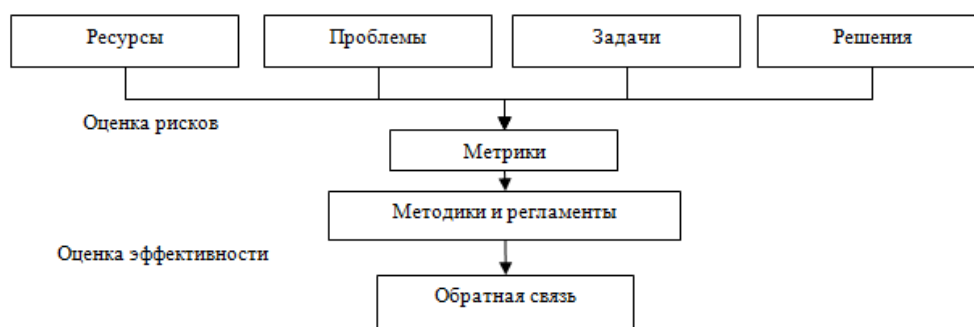 Ресурсы
Проблемы
Задачи
Решения
Оценка рисков
Метрики
Методики и регламенты
Оценка эффективности
Обратная связь